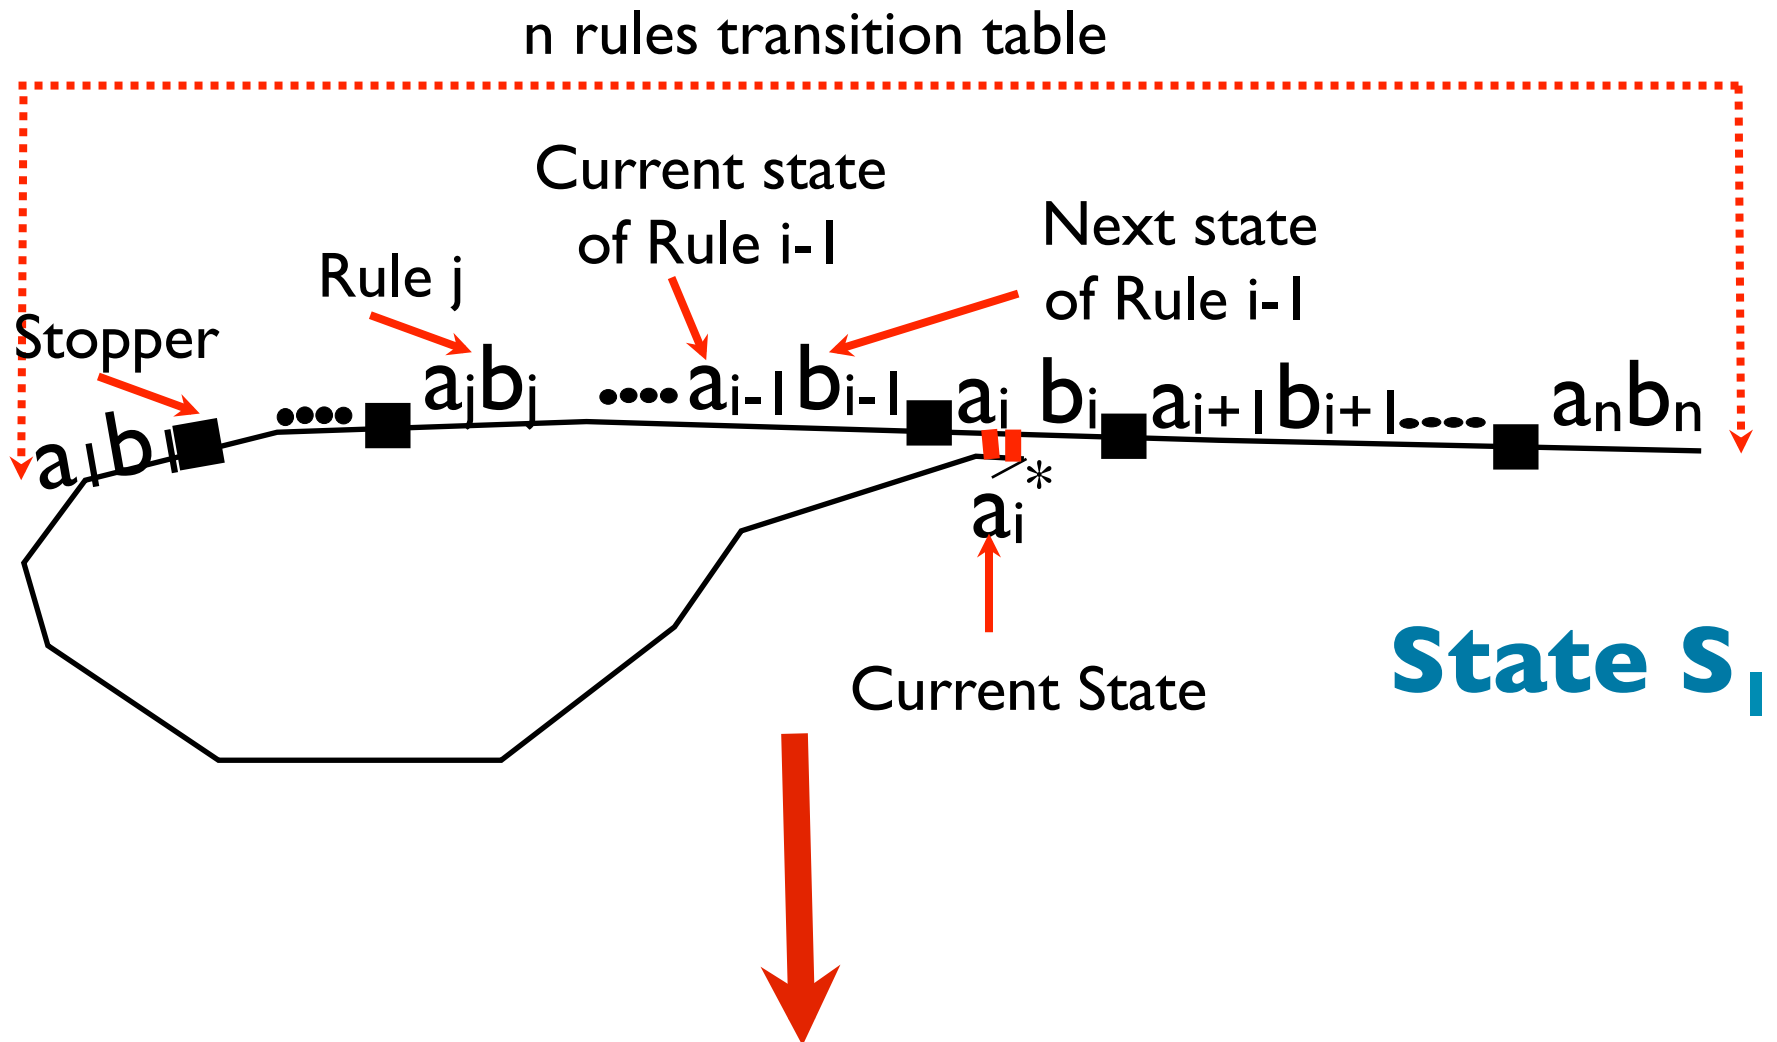 n rules transition table
Current state
of Rule i-1
Next state
of Rule i-1
Rule j
Stopper
a₁b₁ •••• aⱼbⱼ ••••aᵢ₋₁bᵢ₋₁ aᵢ bᵢ aᵢ₊₁bᵢ₊₁••••• aₙbₙ
aᵢ*
Current State
State S₁